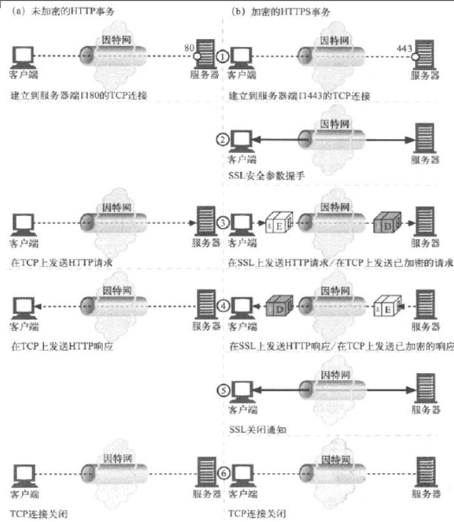 (a) 未加密的HTTP事务
(b) 加密的HTTPS事务
因特网
80
客户端
服务器
建立到服务器端口80的TCP连接
①
因特网
443
客户端
服务器
建立到服务器端口443的TCP连接
②
因特网
客户端
服务器
SSL安全参数握手
因特网
客户端
服务器
在TCP上发送HTTP请求
③
因特网
E
D
客户端
服务器
在SSL上发送HTTP请求/在TCP上发送已加密的请求
因特网
客户端
服务器
在TCP上发送HTTP响应
④
因特网
D
E
客户端
服务器
在SSL上发送HTTP响应/在TCP上发送已加密的响应
⑤
因特网
客户端
服务器
SSL关闭通知
因特网
客户端
服务器
TCP连接关闭
⑥
因特网
客户端
服务器
TCP连接关闭